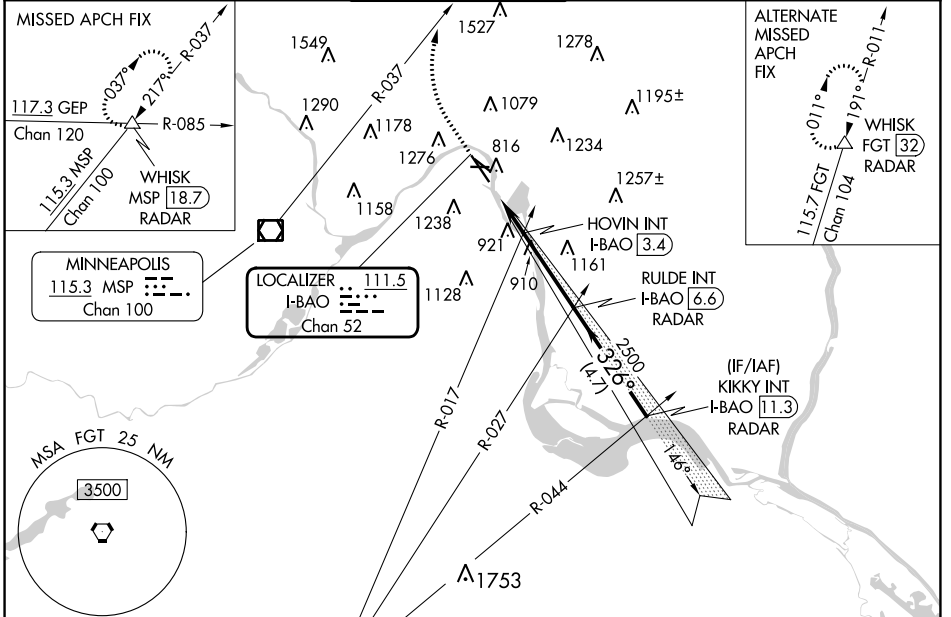 MISSED APCH FIX
037°
217°
R-037
117.3 GEP
Chan 120
R-085
115.3 MSP
Chan 100
WHISK
MSP 18.7
RADAR
1549
1527
1278
R-037
1290
1178
1079
1195±
1276
816
1234
1158
1238
1257±
921
910
1161
1128
HOVIN INT
I-BAO 3.4
RULDE INT
I-BAO 6.6
RADAR
(IF/IAF)
KIKKY INT
I-BAO 11.3
RADAR
2500
326°
(4.7)
146°
R-017
R-027
R-044
1753
MINNEAPOLIS
115.3 MSP
Chan 100
LOCALIZER 111.5
I-BAO
Chan 52
ALTERNATE
MISSED
APCH
FIX
R-011
011°
191°
WHISK
FGT 32
RADAR
115.7 FGT
Chan 104
MSA FGT 25 NM
3500